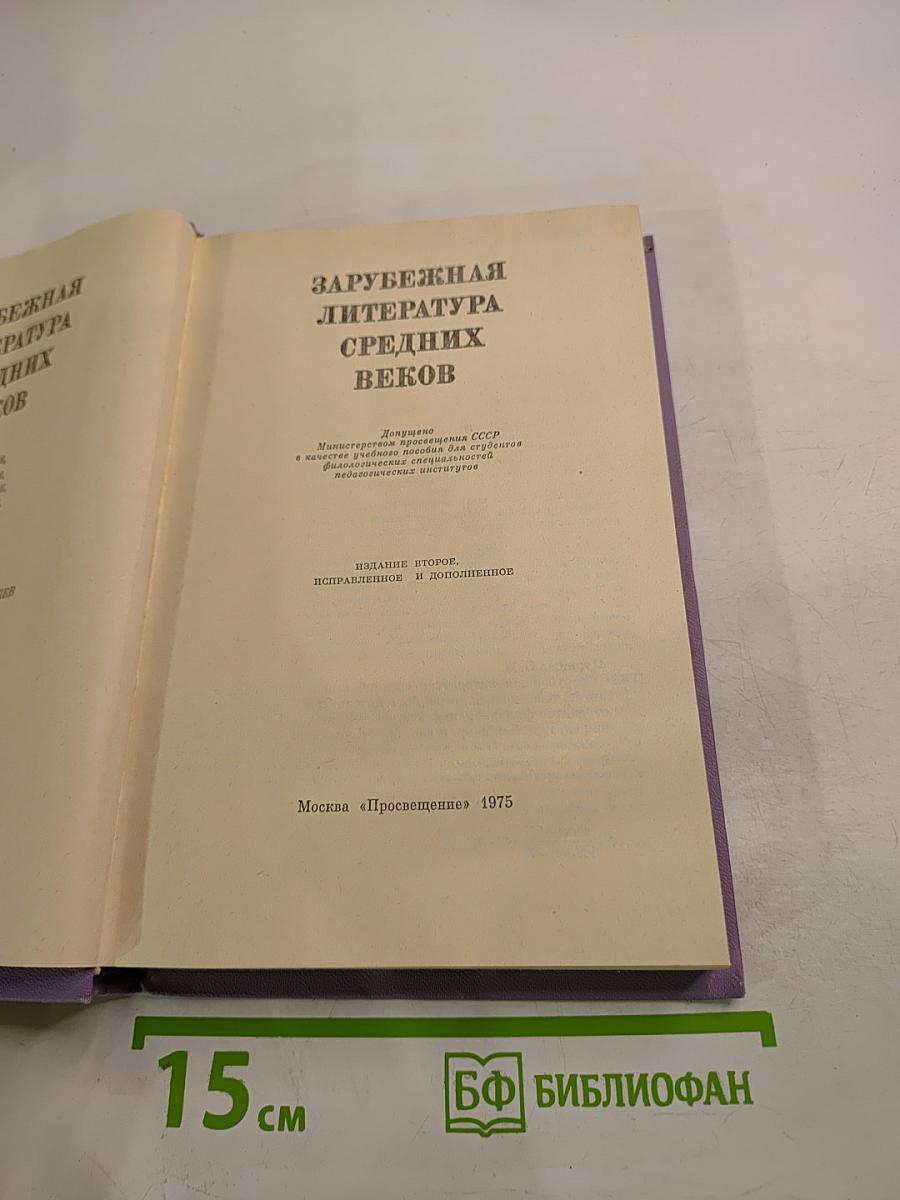 ЗАРУБЕЖНАЯ
ЛИТЕРАТУРА
СРЕДНИХ
ВЕКОВ
Допущено
Министерством просвещения СССР
в качестве учебного пособия для студентов
филологических специальностей
педагогических институтов
ИЗДАНИЕ ВТОРОЕ,
ИСПРАВЛЕННОЕ И ДОПОЛНЕННОЕ
Москва «Просвещение» 1975
15 см
БФ БИБЛИОФАН